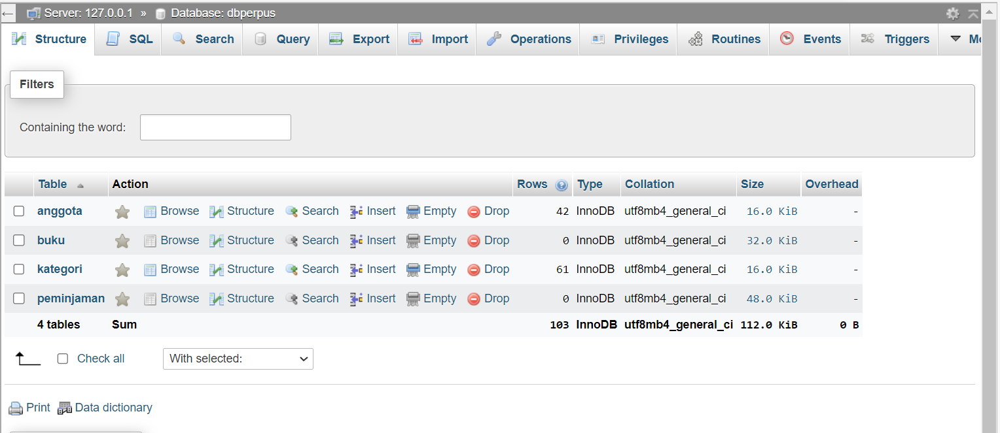 ← Server: 127.0.0.1 » Database: dbperpus
Structure SQL Search Query Export Import Operations Privileges Routines Events Triggers
Filters
Containing the word:
Table Action Rows Type Collation Size Overhead
anggota Browse Structure Search Insert Empty Drop 42 InnoDB utf8mb4_general_ci 16.0 KiB -
buku Browse Structure Search Insert Empty Drop 0 InnoDB utf8mb4_general_ci 32.0 KiB -
kategori Browse Structure Search Insert Empty Drop 61 InnoDB utf8mb4_general_ci 16.0 KiB -
peminjaman Browse Structure Search Insert Empty Drop 0 InnoDB utf8mb4_general_ci 48.0 KiB -
4 tables Sum 103 InnoDB utf8mb4_general_ci 112.0 KiB 0 B
Check all With selected:
Print Data dictionary